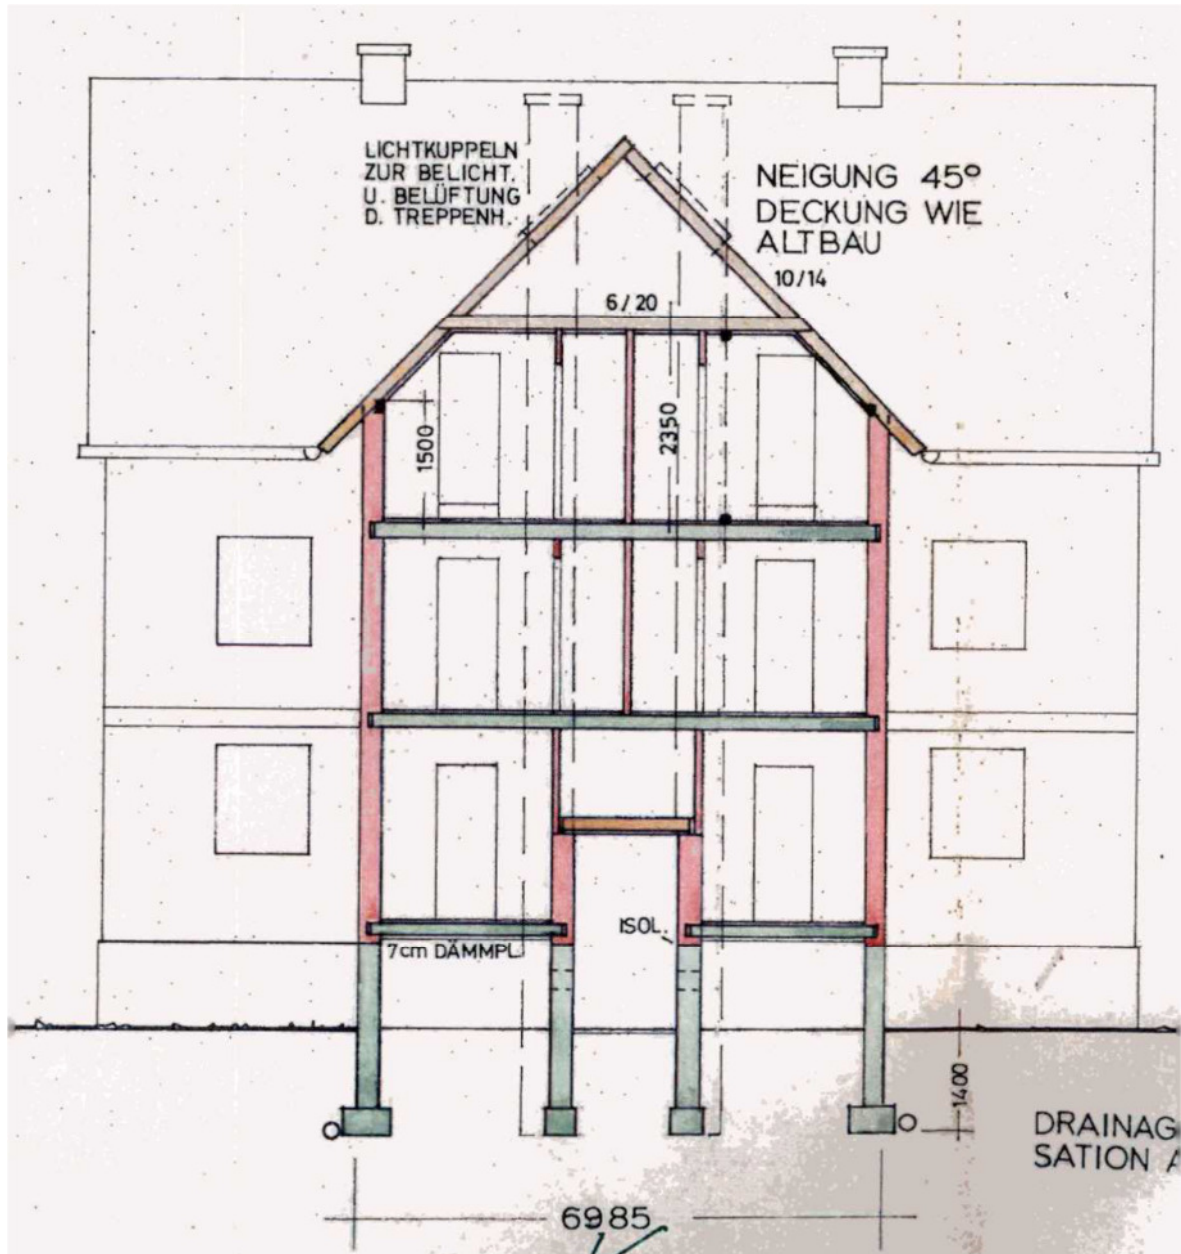 LICHTKUPPELN
ZUR BELICHT.
U. BELÜFTUNG
D. TREPPENH.
NEIGUNG 45°
DECKUNG WIE
ALTBAU
10/14
6/20
1500
2350
ISOL.
7cm DÄMMPL.
1400
DRAINAG
SATION A
6985